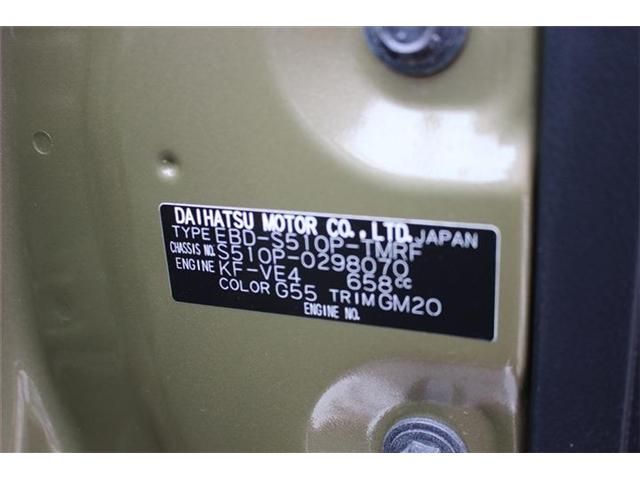 DAIHATSU MOTOR CO.,LTD. JAPAN
TYPE EBD-S510P-TMRF
CHASSIS NO. S510P-0298070
ENGINE KF-VE4 658cc
COLOR G55 TRIM GM20
ENGINE NO.